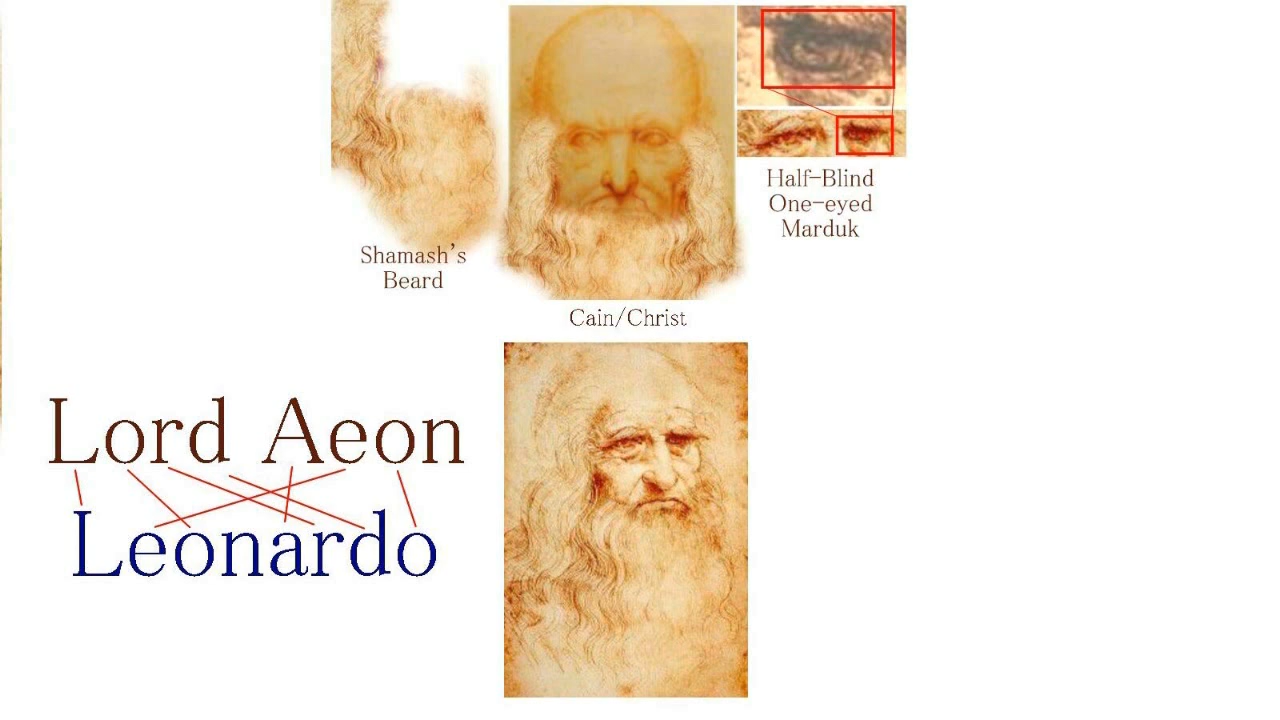 Shamash's
Beard
Cain/Christ
Half-Blind
One-eyed
Marduk
Lord Aeon
Leonardo